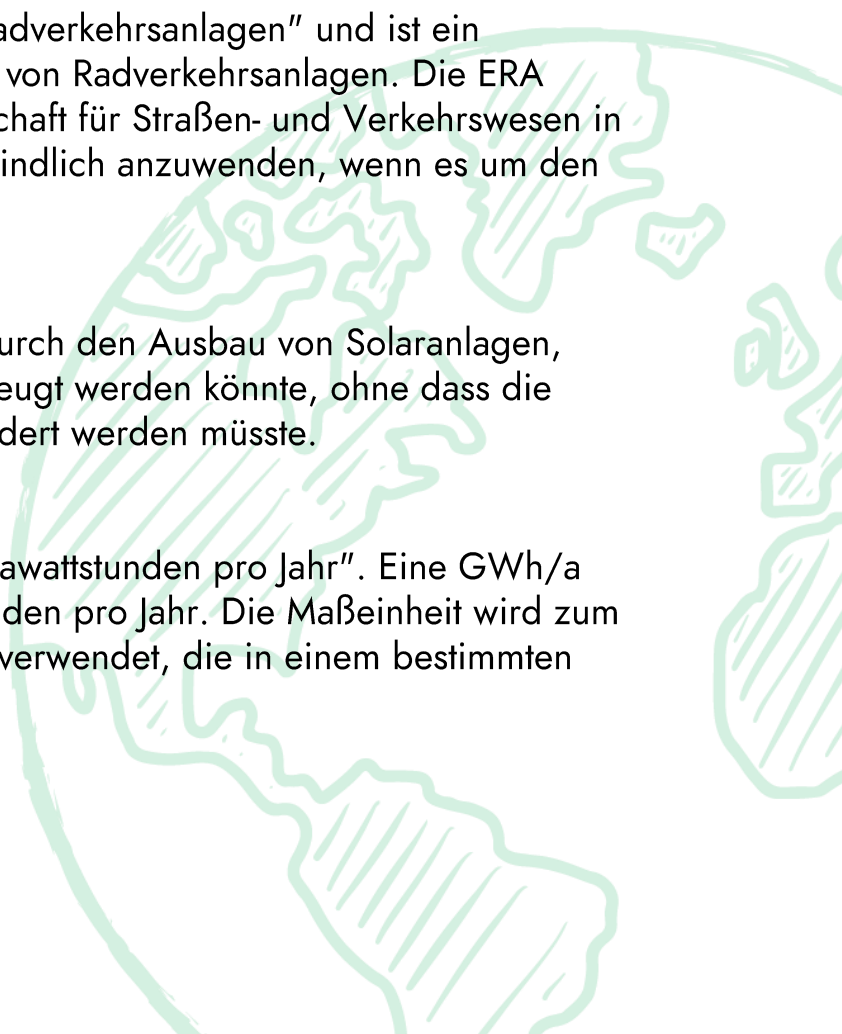 adverkehrsanlagen" und ist ein
von Radverkehrsanlagen. Die ERA
chaft für Straßen- und Verkehrswesen in
indlich anzuwenden, wenn es um den
urch den Ausbau von Solaranlagen,
eugt werden könnte, ohne dass die
dert werden müsste.
awattstunden pro Jahr". Eine GWh/a
den pro Jahr. Die Maßeinheit wird zum
verwendet, die in einem bestimmten